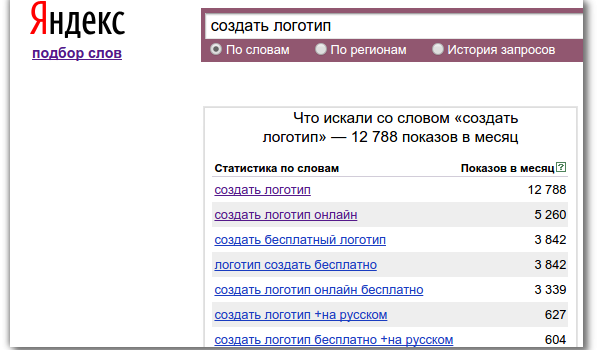 Яндекс
подбор слов
создать логотип
По словам По регионам История запросов
Что искали со словом «создать
логотип» — 12 788 показов в месяц
Статистика по словам Показов в месяц ?
создать логотип 12 788
создать логотип онлайн 5 260
создать бесплатный логотип 3 842
логотип создать бесплатно 3 842
создать логотип онлайн бесплатно 3 339
создать логотип +на русском 627
создать логотип бесплатно +на русском 604